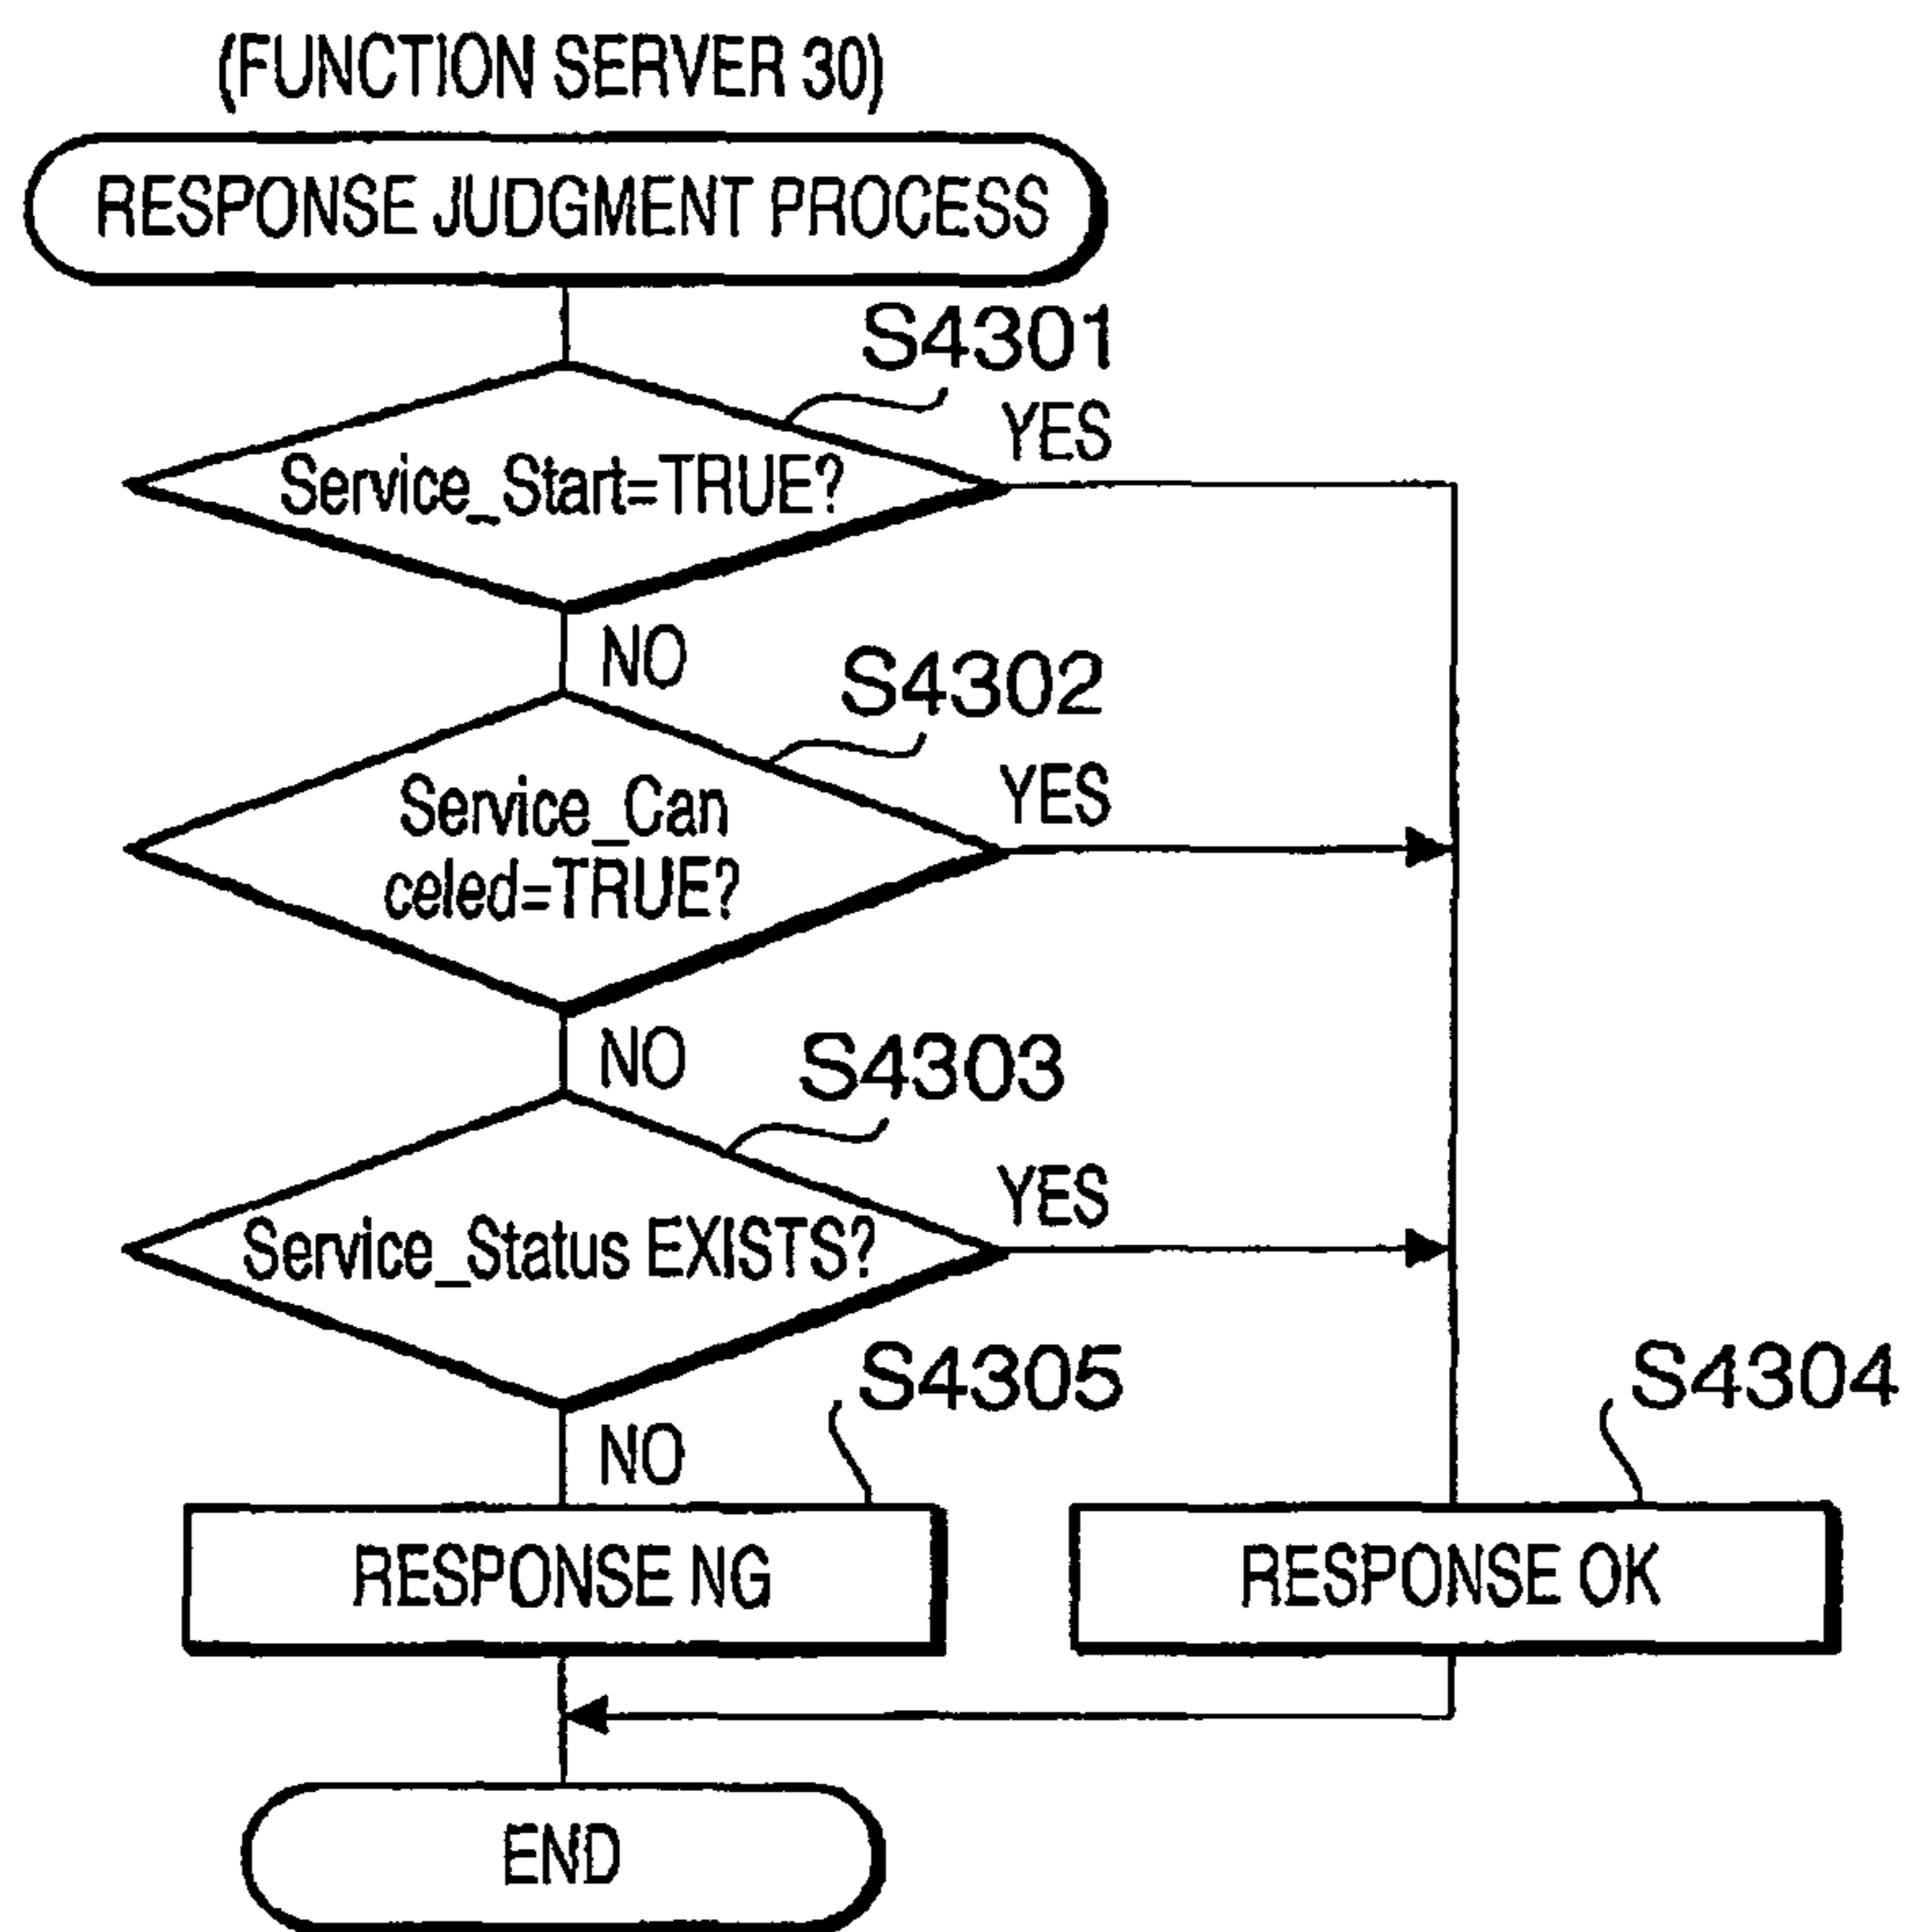 (FUNCTION SERVER 30)
RESPONSE JUDGMENT PROCESS
S4301
YES
Service_Start=TRUE?
NO
S4302
YES
Service_Can
celed=TRUE?
NO
S4303
YES
Service_Status EXISTS?
S4305
S4304
NO
RESPONSE NG
RESPONSE OK
END